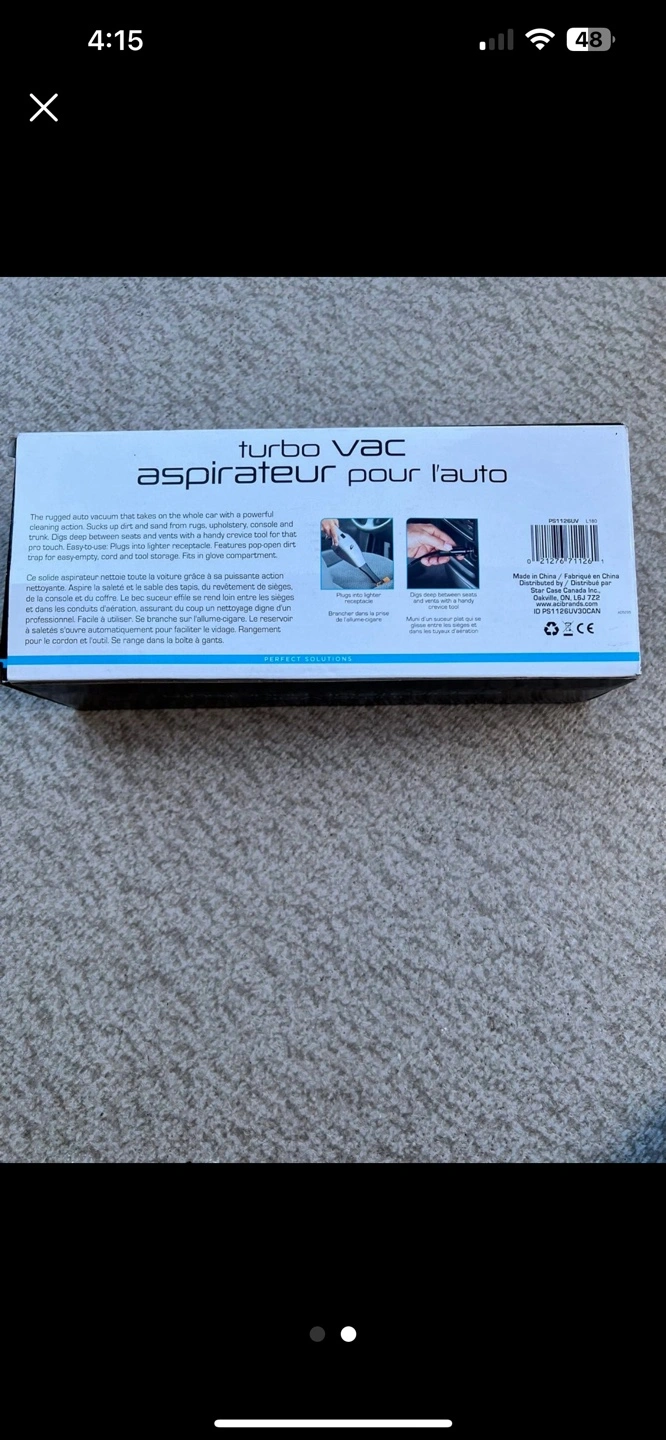 4:15
48
turbo vac
aspirateur pour l'auto
The rugged auto vacuum that takes on the whole car with a powerful
cleaning action. Sucks up dirt and sand from rugs, upholstery, console and
trunk. Digs deep between seats and vents with a handy crevice tool for that
pro touch. Easy-to-use: Plugs into lighter receptacle. Features pop-open dirt
trap for easy-empty, cord and tool storage. Fits in glove compartment.
Ce solide aspirateur nettoie toute la voiture grâce à sa puissante action
nettoyante. Aspire la saleté et le sable des tapis, du revêtement de sièges,
de la console et du coffre. Le bec suceur effilé se rend loin entre les sièges
et dans les conduits d'aération, assurant du coup un nettoyage digne d'un
professionnel. Facile à utiliser. Se branche sur l'allume-cigare. Le reservoir
à saletés s'ouvre automatiquement pour faciliter le vidage. Rangement
pour le cordon et l'outil. Se range dans la boîte à gants.
Plugs into lighter
receptacle
Brancher dans la prise
de l'allume-cigare
Digs deep between seats
and vents with a handy
crevice tool
Muni d'un suceur plat qui se
glisse entre les sièges et
dans les tuyaux d'aération
PS1126UV L180
0 21276 71126 1
Made in China / Fabriqué en China
Distributed by / Distribué par
Star Case Canada Inc.,
Oakville, ON, L6J 7Z2
www.acibrands.com
ID PS1126UV30CAN
CE
PERFECT SOLUTIONS